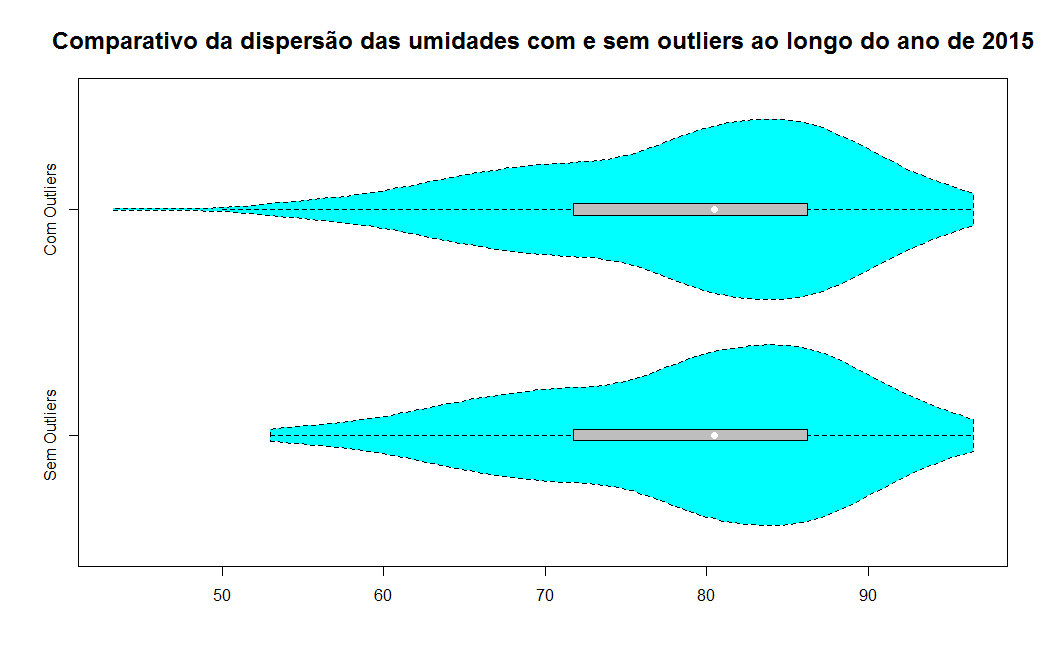 Comparativo da dispersão das umidades com e sem outliers ao longo do ano de 2015
Com Outliers
Sem Outliers
50 60 70 80 90